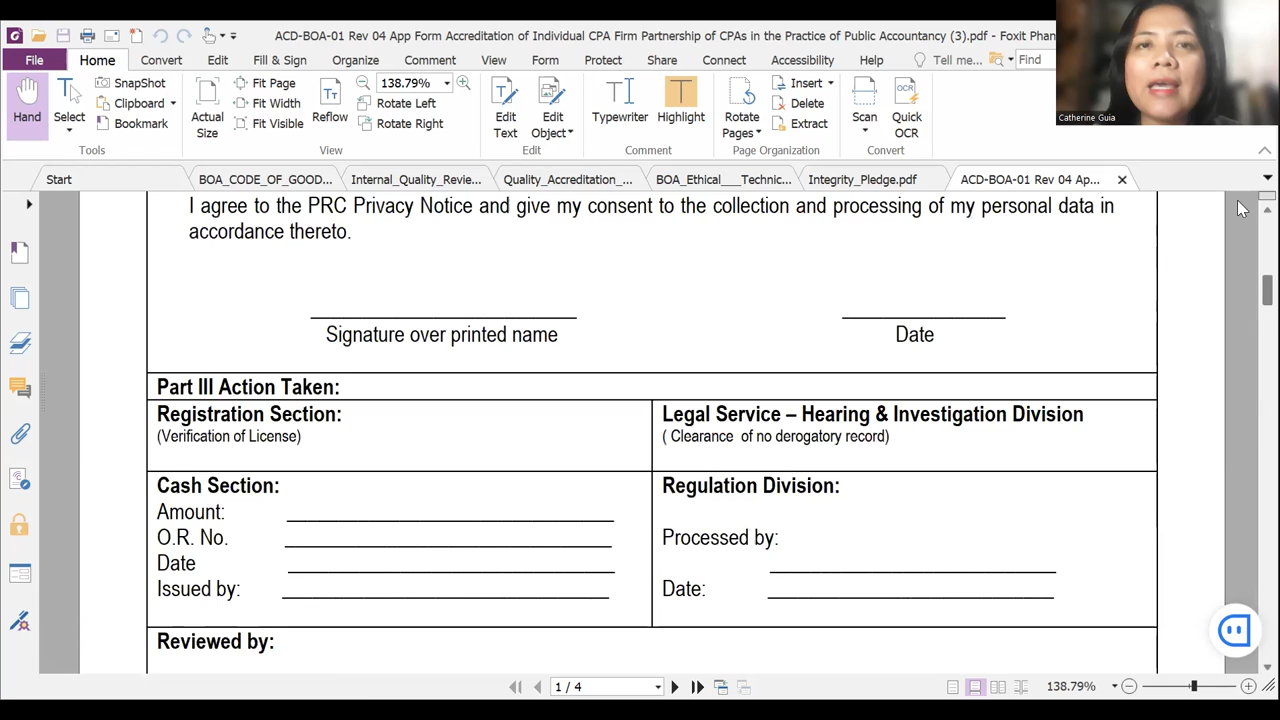 ACD-BOA-01 Rev 04 App Form Accreditation of Individual CPA Firm Partnership of CPAs in the Practice of Public Accountancy (3).pdf - Foxit Phan
File Home Convert Edit Fill & Sign Organize Comment View Form Protect Share Connect Accessibility Help Tell me... Find
Hand
Select
SnapShot
Clipboard
Bookmark
Tools
Actual Size
Fit Page
Fit Width
Fit Visible
Reflow
138.79%
Rotate Left
Rotate Right
View
Edit Text
Edit Object
Edit
Typewriter
Highlight
Comment
Rotate Pages
Insert
Delete
Extract
Page Organization
Scan
Quick OCR
Convert
Catherine Guia
Start BOA_CODE_OF_GOOD... Internal_Quality_Revie... Quality_Accreditation_... BOA_Ethical___Technic... Integrity_Pledge.pdf ACD-BOA-01 Rev 04 Ap...
I agree to the PRC Privacy Notice and give my consent to the collection and processing of my personal data in
accordance thereto.
Signature over printed name Date
Part III Action Taken:
Registration Section:
(Verification of License)
Legal Service – Hearing & Investigation Division
( Clearance of no derogatory record)
Cash Section:
Amount:
O.R. No.
Date
Issued by:
Regulation Division:
Processed by:
Date:
Reviewed by:
1 / 4
138.79%